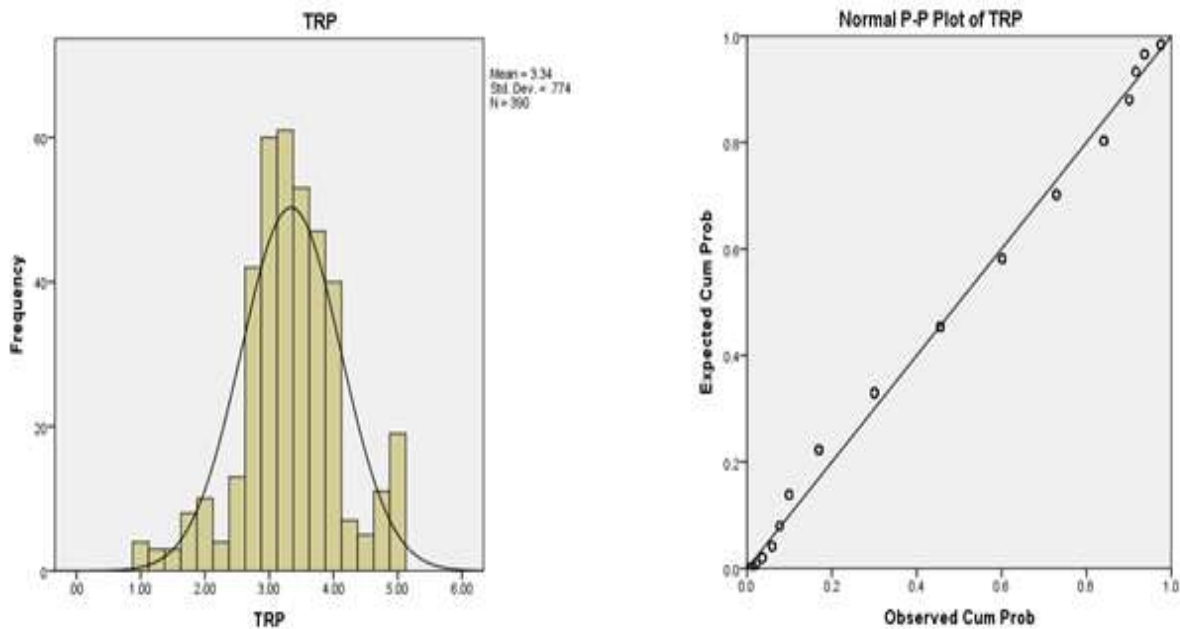 TRP
Mean = 3.34
Std. Dev. = .774
N = 390
Frequency
60
40
20
0
.00 1.00 2.00 3.00 4.00 5.00 6.00
TRP
Normal P-P Plot of TRP
Expected Cum Prob
1.0
0.8
0.6
0.4
0.2
0.0
0.0 0.2 0.4 0.6 0.8 1.0
Observed Cum Prob